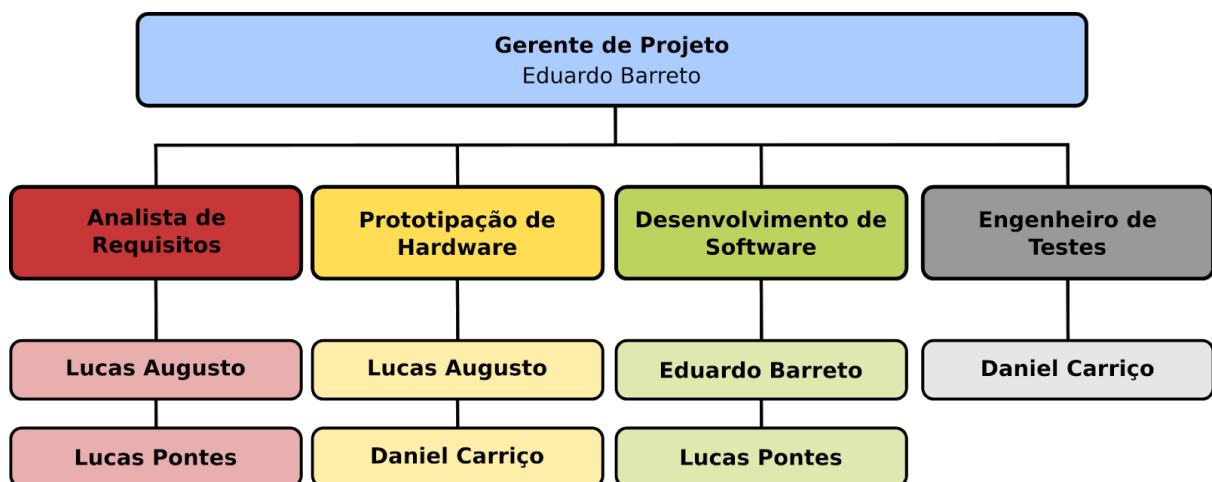 Gerente de Projeto
Eduardo Barreto
Analista de
Requisitos
Prototipação de
Hardware
Desenvolvimento de
Software
Engenheiro de
Testes
Lucas Augusto
Lucas Augusto
Eduardo Barreto
Daniel Carriço
Lucas Pontes
Daniel Carriço
Lucas Pontes